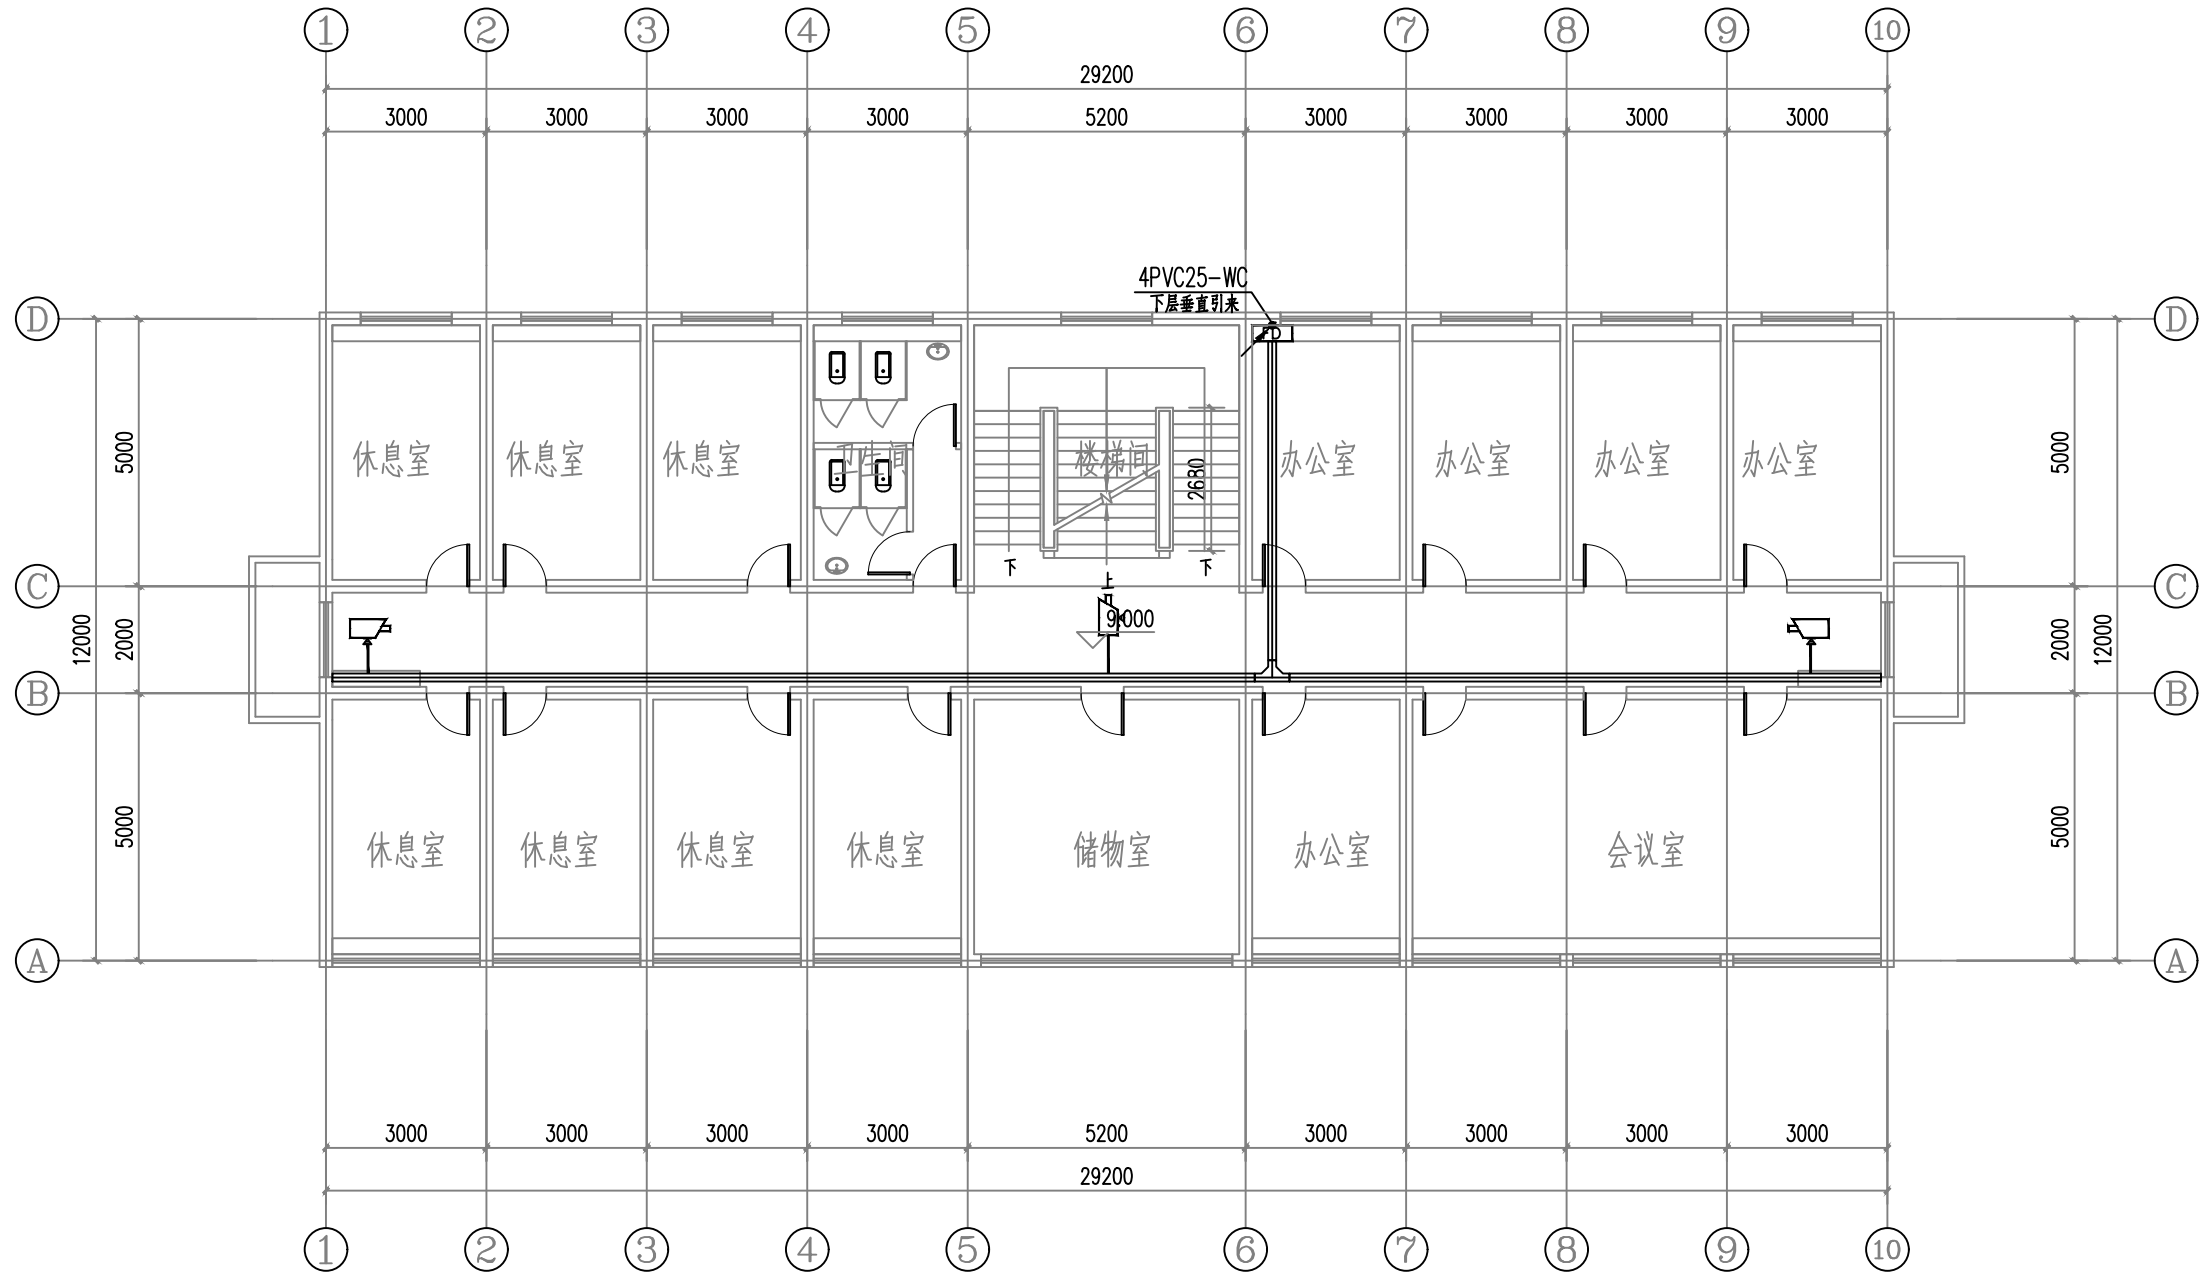 1 2 3 4 5 6 7 8 9 10
29200
3000 3000 3000 3000 5200 3000 3000 3000 3000
4PVC25-WC
下层垂直引来
D D
FD
5000 休息室 休息室 休息室 卫生间 楼梯间 2680 办公室 办公室 办公室 办公室 5000
下 下
上
C C
12000 2000 9.000 2000 12000
B B
5000 休息室 休息室 休息室 休息室 储物室 办公室 会议室 5000
A A
3000 3000 3000 3000 5200 3000 3000 3000 3000
29200
1 2 3 4 5 6 7 8 9 10